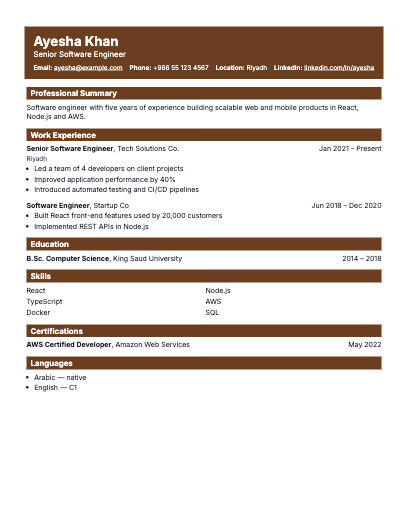 Ayesha Khan
Senior Software Engineer
Email: ayesha@example.com Phone: +966 55 123 4567 Location: Riyadh LinkedIn: linkedin.com/in/ayesha
Professional Summary
Software engineer with five years of experience building scalable web and mobile products in React,
Node.js and AWS.
Work Experience
Senior Software Engineer, Tech Solutions Co. Jan 2021 – Present
Riyadh
• Led a team of 4 developers on client projects
• Improved application performance by 40%
• Introduced automated testing and CI/CD pipelines
Software Engineer, Startup Co Jun 2018 – Dec 2020
• Built React front-end features used by 20,000 customers
• Implemented REST APIs in Node.js
Education
B.Sc. Computer Science, King Saud University 2014 – 2018
Skills
React Node.js
TypeScript AWS
Docker SQL
Certifications
AWS Certified Developer, Amazon Web Services May 2022
Languages
• Arabic — native
• English — C1